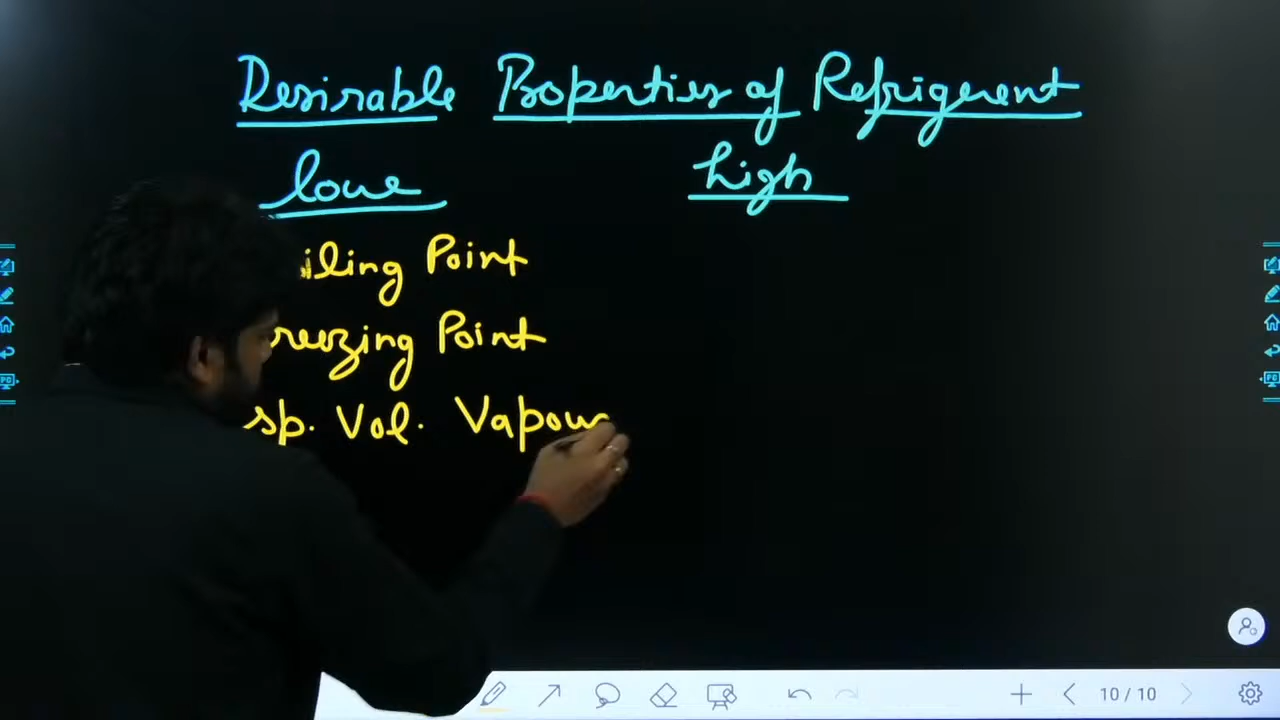 Desirable Properties of Refrigerent
low high
iling Point
reezing Point
sp. Vol. Vapour
10 / 10